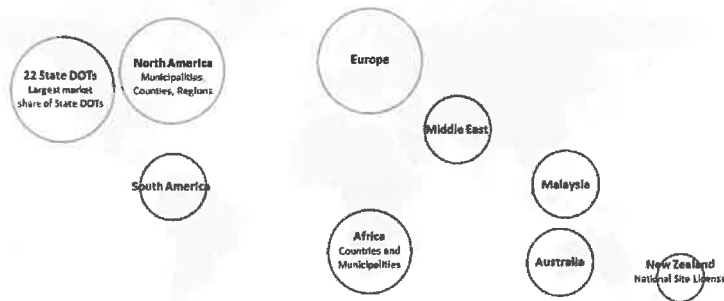 22 State DOTs
Largest market
share of State DOTs
North America
Municipalities,
Counties, Regions
Europe
Middle East
South America
Malaysia
Africa
Countries and
Municipalities
Australia
New Zealand
National Site License